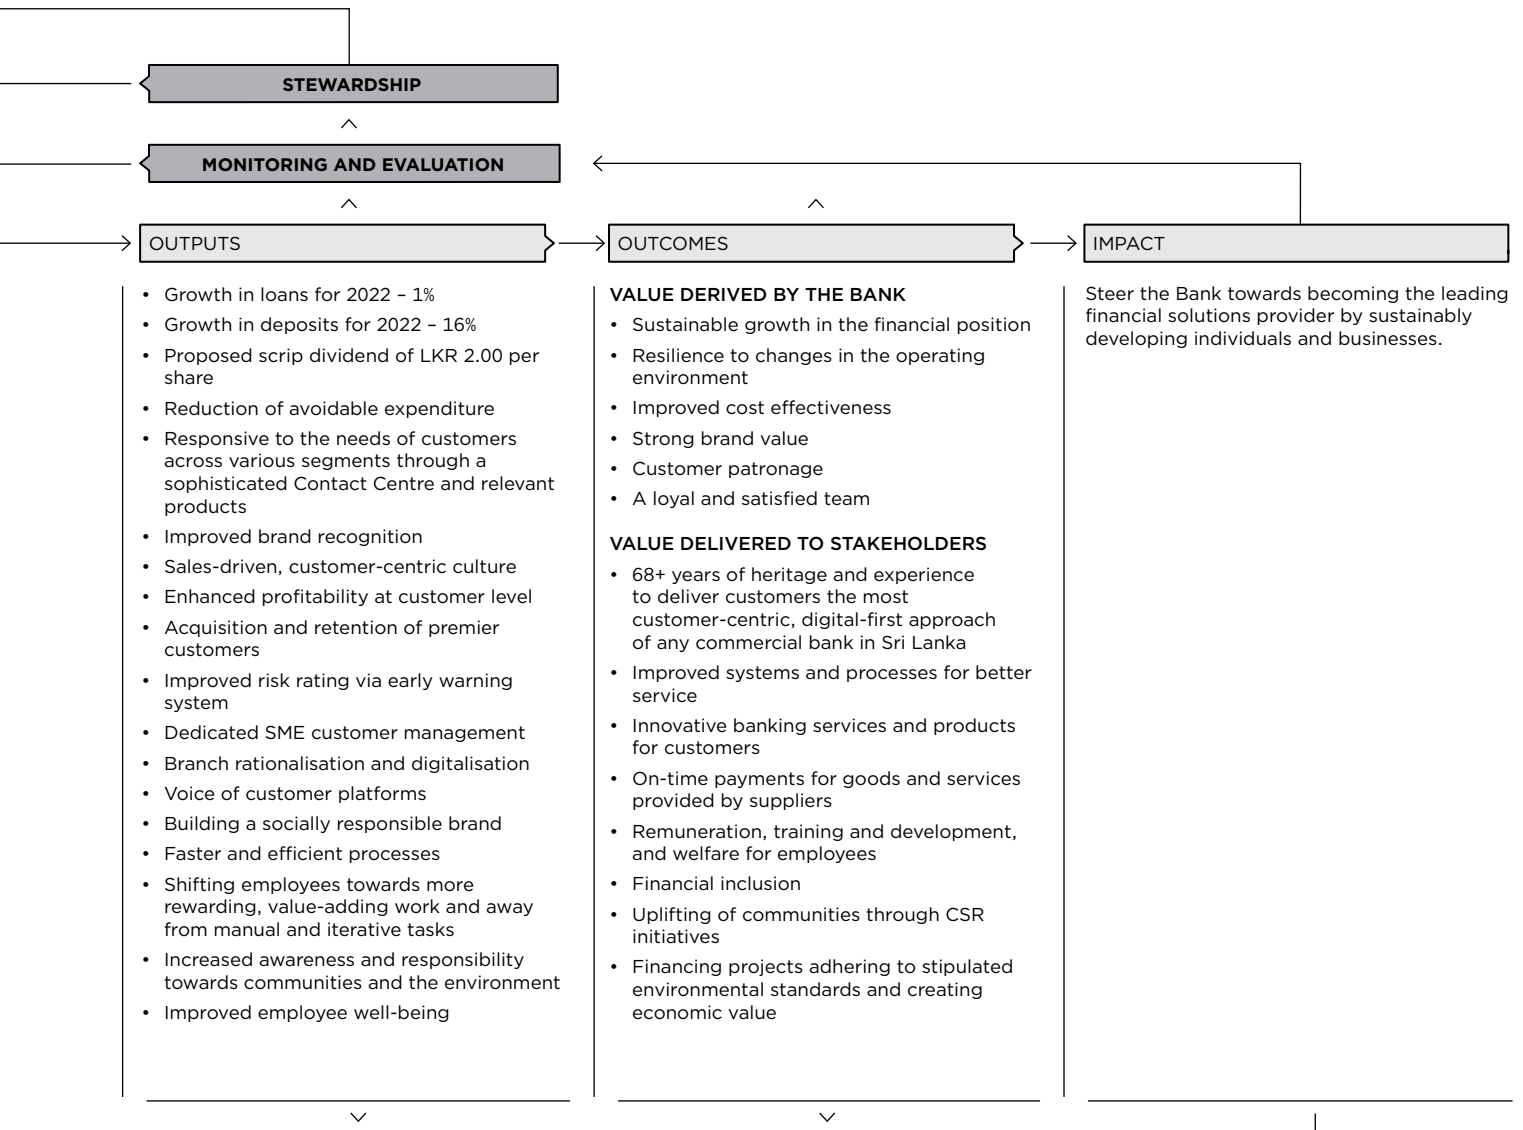 STEWARDSHIP
MONITORING AND EVALUATION
OUTPUTS
• Growth in loans for 2022 – 1%
• Growth in deposits for 2022 – 16%
• Proposed scrip dividend of LKR 2.00 per
share
• Reduction of avoidable expenditure
• Responsive to the needs of customers
across various segments through a
sophisticated Contact Centre and relevant
products
• Improved brand recognition
• Sales-driven, customer-centric culture
• Enhanced profitability at customer level
• Acquisition and retention of premier
customers
• Improved risk rating via early warning
system
• Dedicated SME customer management
• Branch rationalisation and digitalisation
• Voice of customer platforms
• Building a socially responsible brand
• Faster and efficient processes
• Shifting employees towards more
rewarding, value-adding work and away
from manual and iterative tasks
• Increased awareness and responsibility
towards communities and the environment
• Improved employee well-being
OUTCOMES
VALUE DERIVED BY THE BANK
• Sustainable growth in the financial position
• Resilience to changes in the operating
environment
• Improved cost effectiveness
• Strong brand value
• Customer patronage
• A loyal and satisfied team
VALUE DELIVERED TO STAKEHOLDERS
• 68+ years of heritage and experience
to deliver customers the most
customer-centric, digital-first approach
of any commercial bank in Sri Lanka
• Improved systems and processes for better
service
• Innovative banking services and products
for customers
• On-time payments for goods and services
provided by suppliers
• Remuneration, training and development,
and welfare for employees
• Financial inclusion
• Uplifting of communities through CSR
initiatives
• Financing projects adhering to stipulated
environmental standards and creating
economic value
IMPACT
Steer the Bank towards becoming the leading
financial solutions provider by sustainably
developing individuals and businesses.